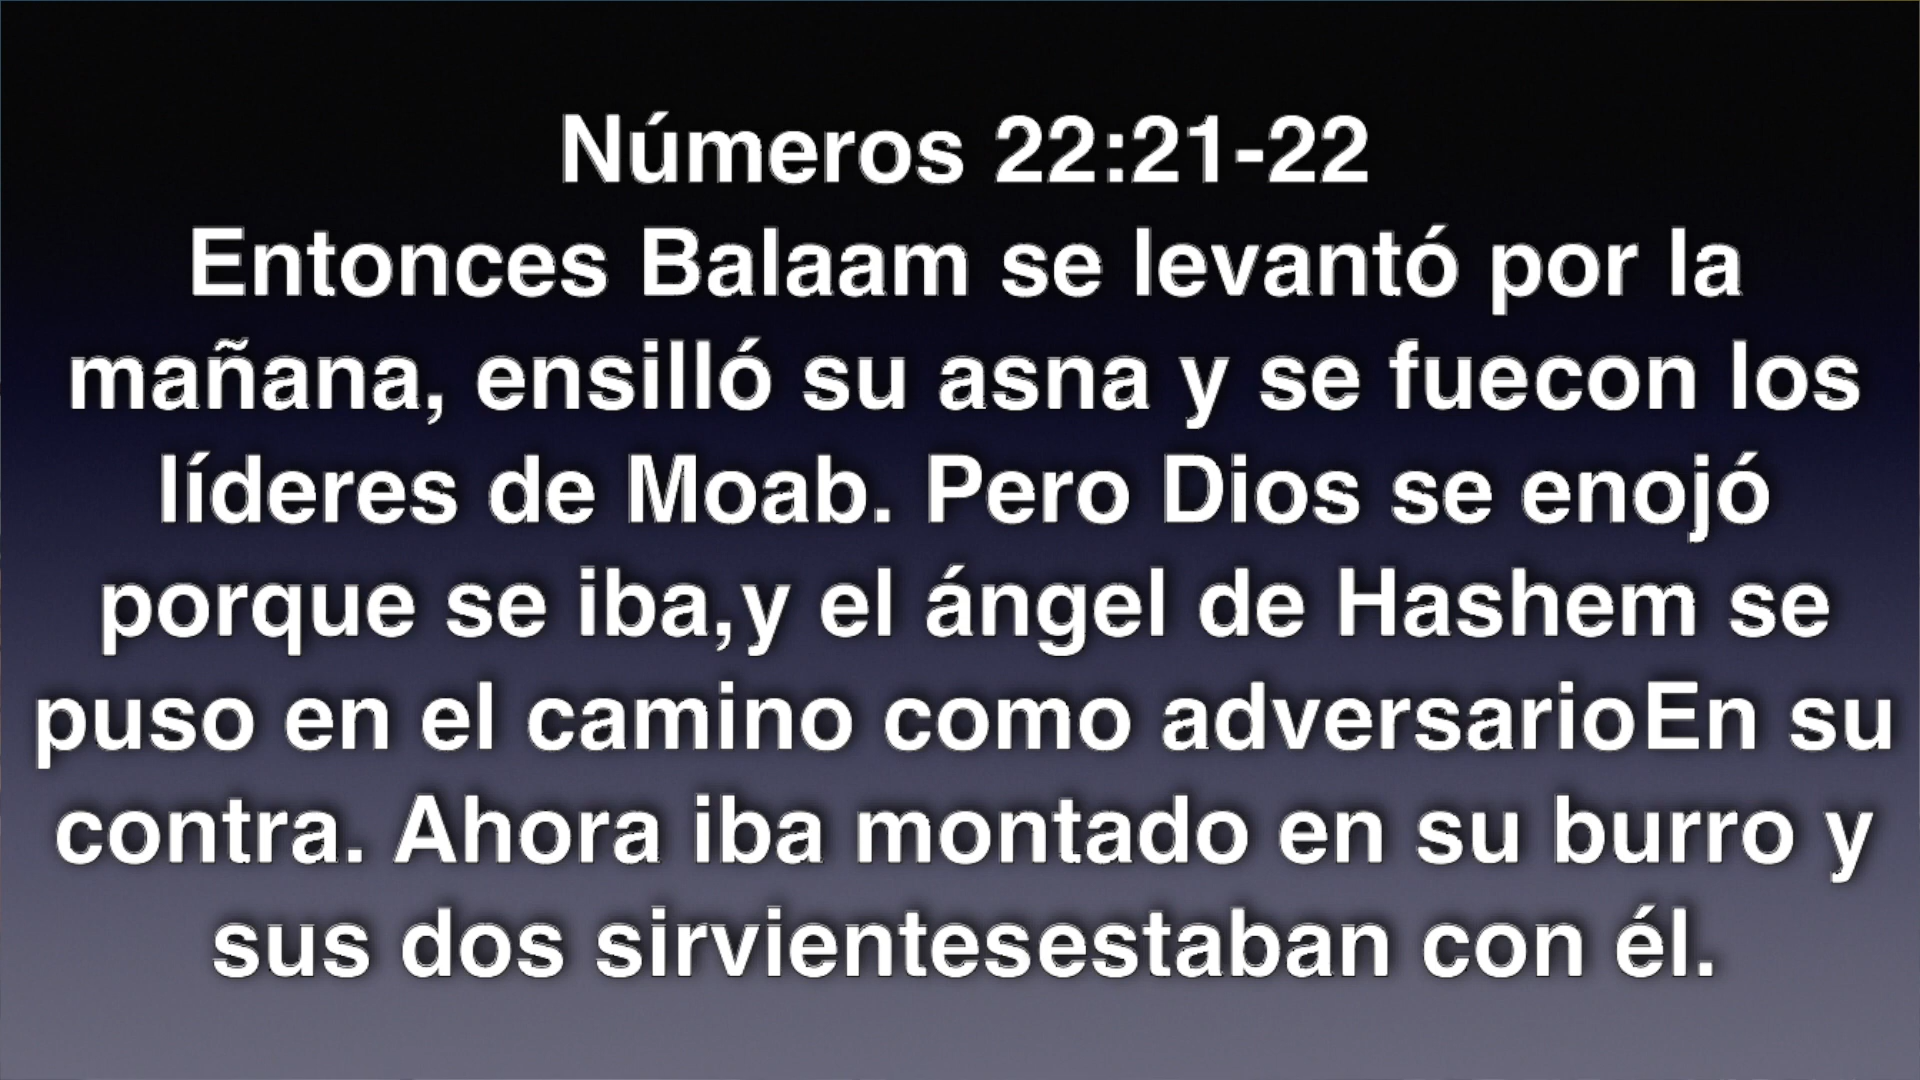 Números 22:21-22
Entonces Balaam se levantó por la
mañana, ensilló su asna y se fuecon los
líderes de Moab. Pero Dios se enojó
porque se iba,y el ángel de Hashem se
puso en el camino como adversarioEn su
contra. Ahora iba montado en su burro y
sus dos sirvientesestaban con él.